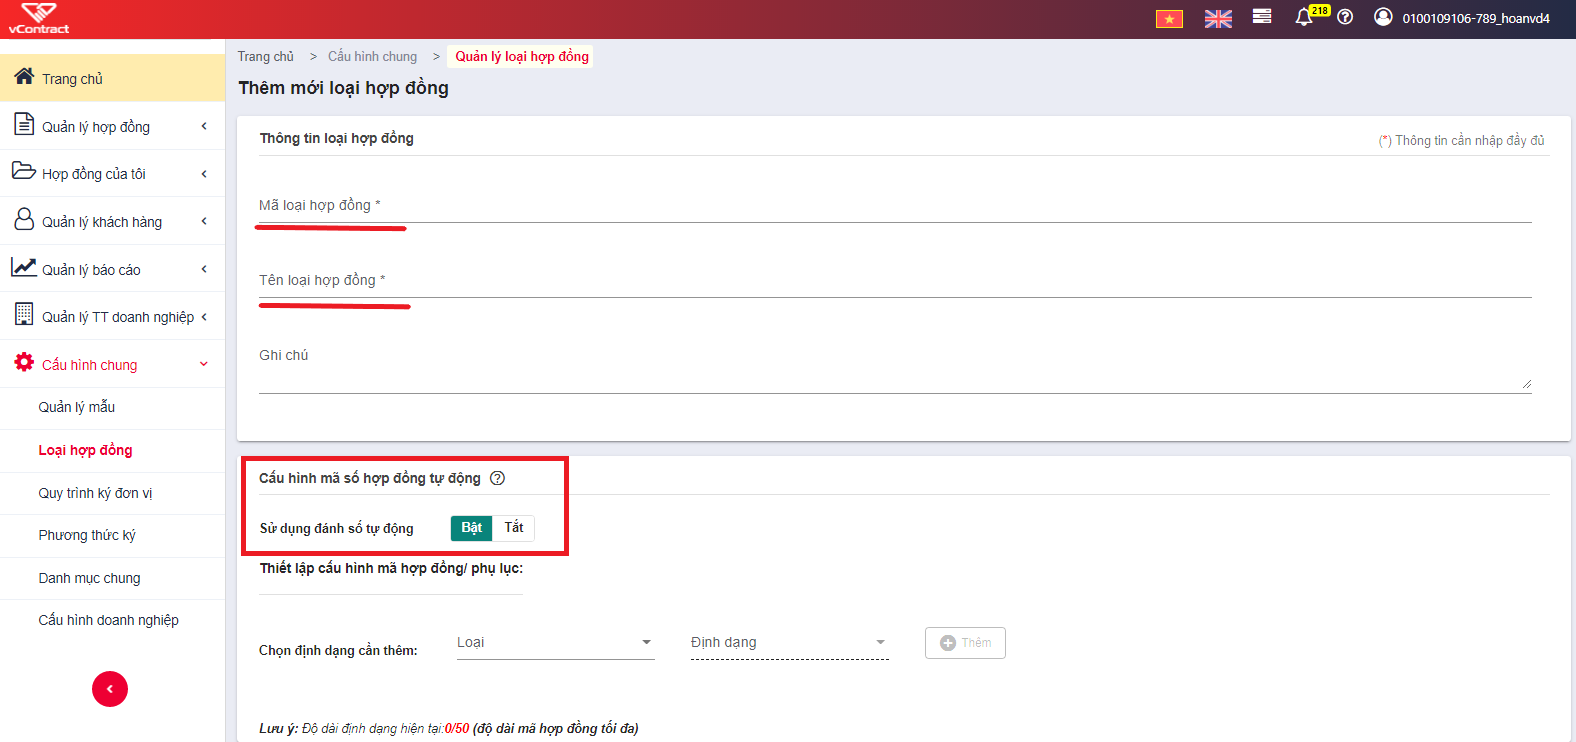 vContract
218
0100109106-789_hoanvd4
Trang chủ
Quản lý hợp đồng
Hợp đồng của tôi
Quản lý khách hàng
Quản lý báo cáo
Quản lý TT doanh nghiệp
Cấu hình chung
Quản lý mẫu
Loại hợp đồng
Quy trình ký đơn vị
Phương thức ký
Danh mục chung
Cấu hình doanh nghiệp
Trang chủ > Cấu hình chung > Quản lý loại hợp đồng
Thêm mới loại hợp đồng
Thông tin loại hợp đồng
(*) Thông tin cần nhập đầy đủ
Mã loại hợp đồng *
Tên loại hợp đồng *
Ghi chú
Cấu hình mã số hợp đồng tự động
Sử dụng đánh số tự động Bật Tắt
Thiết lập cấu hình mã hợp đồng/ phụ lục:
Chọn định dạng cần thêm: Loại Định dạng Thêm
Lưu ý: Độ dài định dạng hiện tại:0/50 (độ dài mã hợp đồng tối đa)